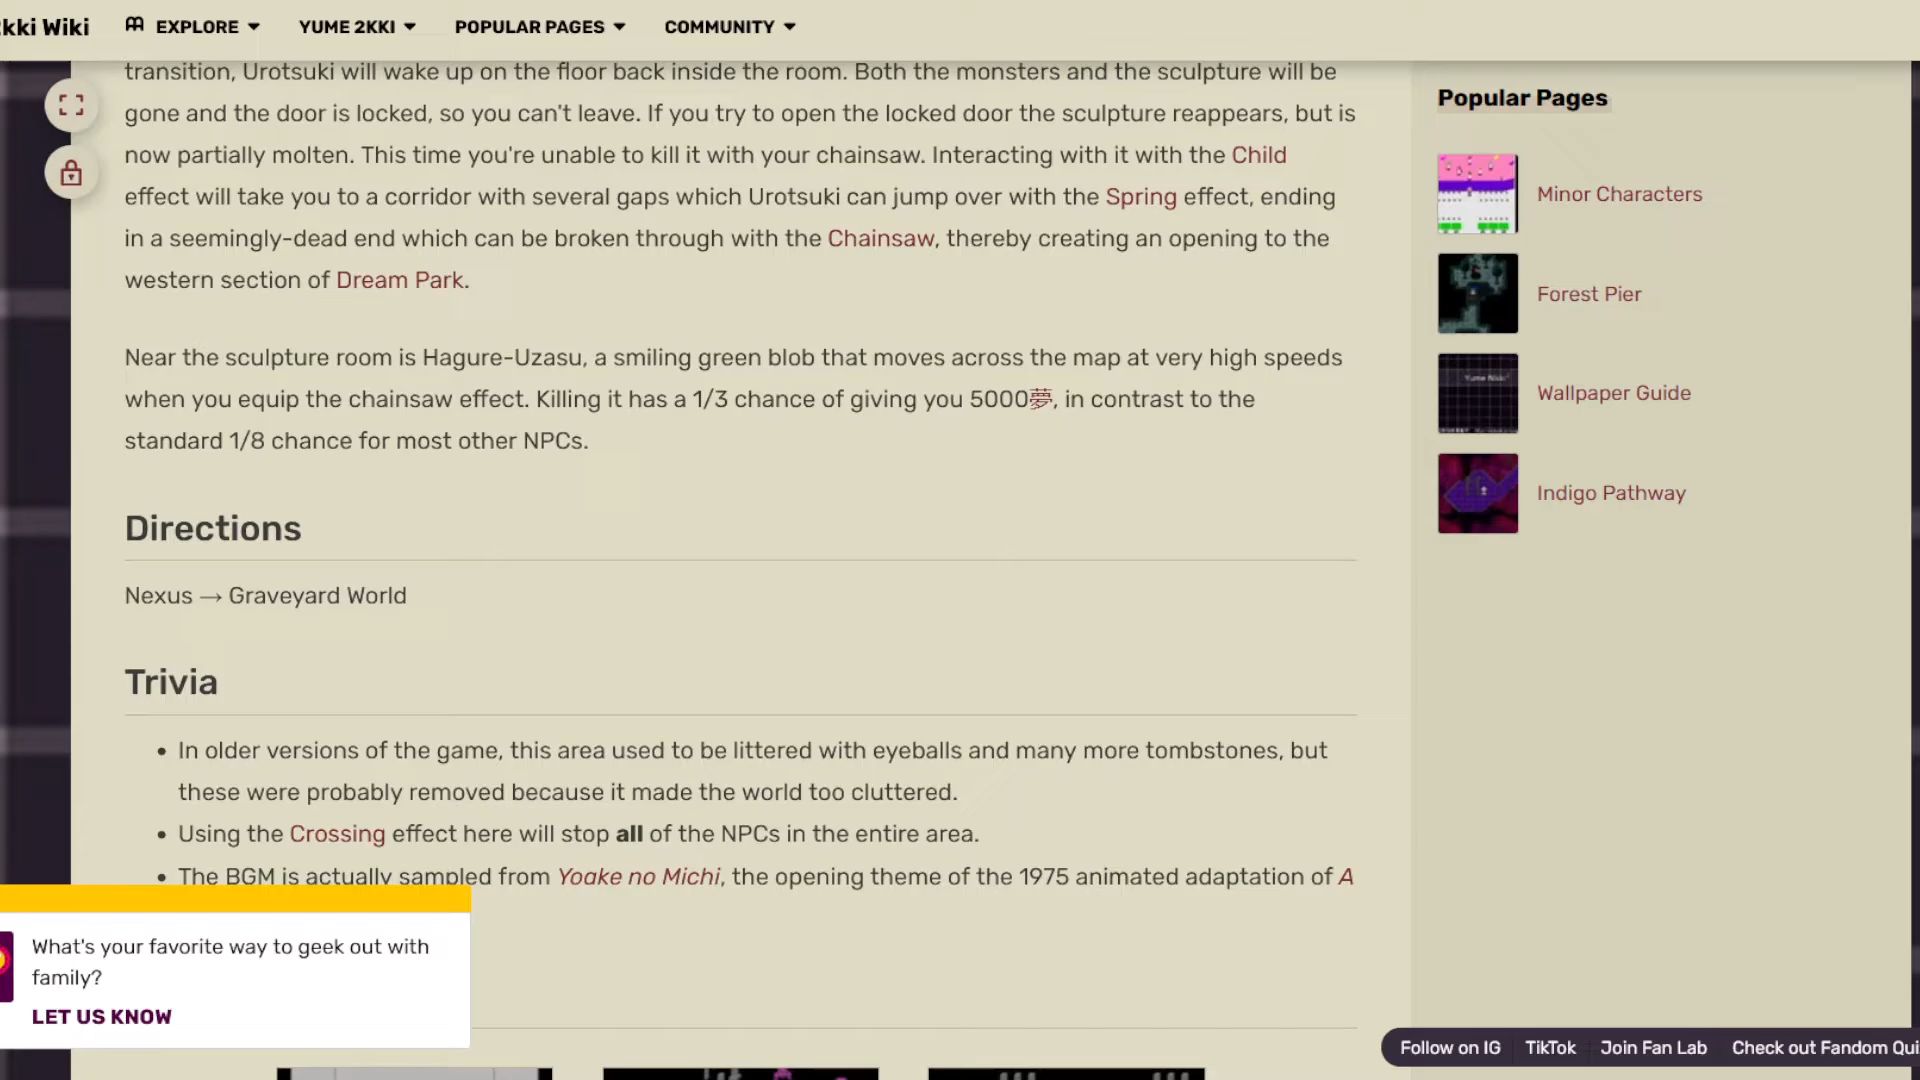 kki Wiki
EXPLORE
YUME 2KKI
POPULAR PAGES
COMMUNITY
transition, Urotsuki will wake up on the floor back inside the room. Both the monsters and the sculpture will be
gone and the door is locked, so you can't leave. If you try to open the locked door the sculpture reappears, but is
now partially molten. This time you're unable to kill it with your chainsaw. Interacting with it with the Child
effect will take you to a corridor with several gaps which Urotsuki can jump over with the Spring effect, ending
in a seemingly-dead end which can be broken through with the Chainsaw, thereby creating an opening to the
western section of Dream Park.
Near the sculpture room is Hagure-Uzasu, a smiling green blob that moves across the map at very high speeds
when you equip the chainsaw effect. Killing it has a 1/3 chance of giving you 5000夢, in contrast to the
standard 1/8 chance for most other NPCs.
Directions
Nexus → Graveyard World
Trivia
• In older versions of the game, this area used to be littered with eyeballs and many more tombstones, but
these were probably removed because it made the world too cluttered.
• Using the Crossing effect here will stop all of the NPCs in the entire area.
• The BGM is actually sampled from Yoake no Michi, the opening theme of the 1975 animated adaptation of A
What's your favorite way to geek out with
family?
LET US KNOW
Popular Pages
Minor Characters
Forest Pier
Wallpaper Guide
Indigo Pathway
Follow on IG
TikTok
Join Fan Lab
Check out Fandom Qui